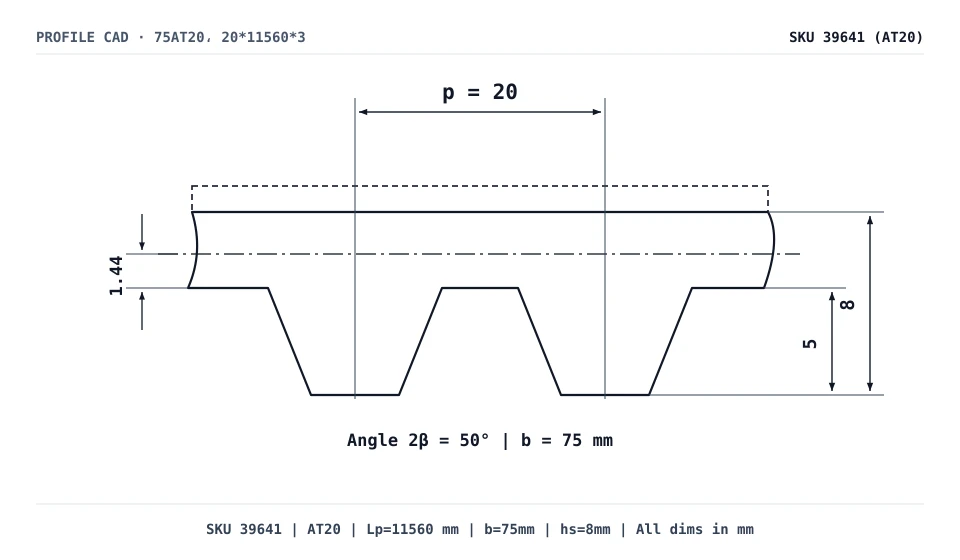 PROFILE CAD · 75AT20, 20*11560*3
SKU 39641 (AT20)
p = 20
1.44
8
5
Angle 2β = 50° | b = 75 mm
SKU 39641 | AT20 | Lp=11560 mm | b=75mm | hs=8mm | All dims in mm